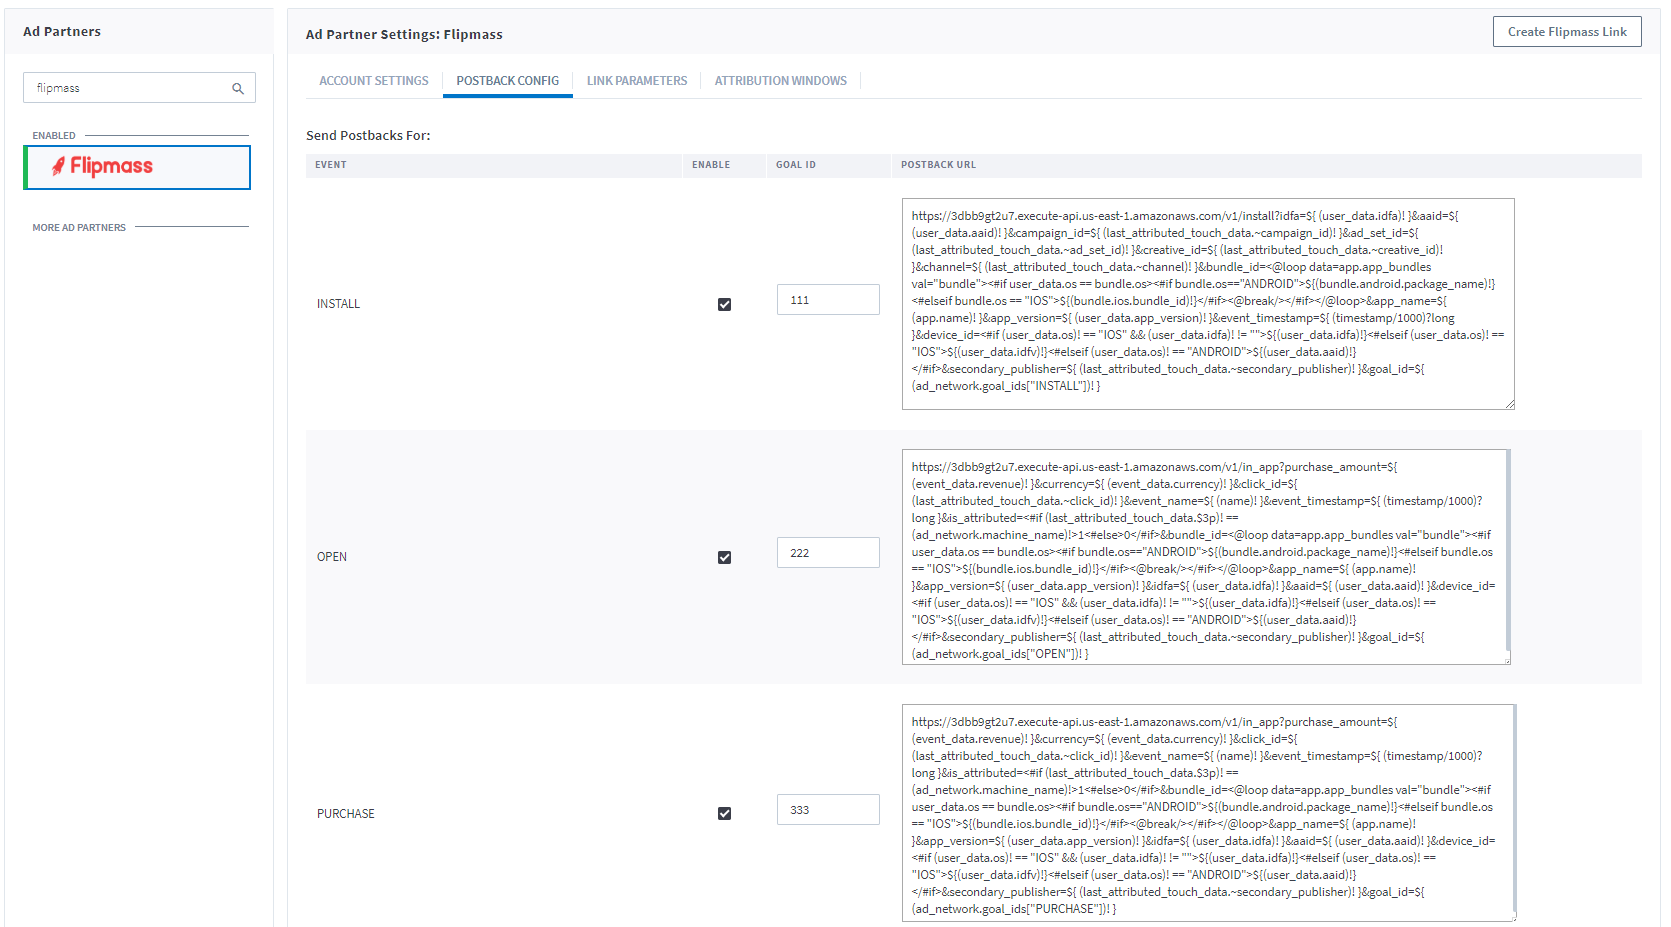 Ad Partners
flipmass
ENABLED
Flipmass
MORE AD PARTNERS
Ad Partner Settings: Flipmass
Create Flipmass Link
ACCOUNT SETTINGS
POSTBACK CONFIG
LINK PARAMETERS
ATTRIBUTION WINDOWS
Send Postbacks For:
EVENT
ENABLE
GOAL ID
POSTBACK URL
INSTALL
111
https://3dbb9gt2u7.execute-api.us-east-1.amazonaws.com/v1/install?idfa=${ (user_data.idfa)! }&aaid=${
(user_data.aaid)! }&campaign_id=${ (last_attributed_touch_data.~campaign_id)! }&ad_set_id=${
(last_attributed_touch_data.~ad_set_id)! }&creative_id=${ (last_attributed_touch_data.~creative_id)!
}&channel=${ (last_attributed_touch_data.~channel)! }&bundle_id=<@loop data=app.app_bundles
val="bundle"><#if user_data.os == bundle.os><#if bundle.os=="ANDROID">${(bundle.android.package_name)!}
<#elseif bundle.os == "IOS">${(bundle.ios.bundle_id)!}</#if><@break/></#if></@loop>&app_name=${
(app.name)! }&app_version=${ (user_data.app_version)! }&event_timestamp=${ (timestamp/1000)?long
}&device_id=<#if (user_data.os)! == "IOS" && (user_data.idfa)! != "">${(user_data.idfa)!}<#elseif (user_data.os)! ==
"IOS">${(user_data.idfv)!}<#elseif (user_data.os)! == "ANDROID">${(user_data.aaid)!}
</#if>&secondary_publisher=${ (last_attributed_touch_data.~secondary_publisher)! }&goal_id=${
(ad_network.goal_ids["INSTALL"])! }
OPEN
222
https://3dbb9gt2u7.execute-api.us-east-1.amazonaws.com/v1/in_app?purchase_amount=${
(event_data.revenue)! }&currency=${ (event_data.currency)! }&click_id=${
(last_attributed_touch_data.~click_id)! }&event_name=${ (name)! }&event_timestamp=${ (timestamp/1000)?
long }&is_attributed=<#if (last_attributed_touch_data.$3p)! ==
(ad_network.machine_name)!>1<#else>0</#if>&bundle_id=<@loop data=app.app_bundles val="bundle"><#if
user_data.os == bundle.os><#if bundle.os=="ANDROID">${(bundle.android.package_name)!}<#elseif bundle.os
== "IOS">${(bundle.ios.bundle_id)!}</#if><@break/></#if></@loop>&app_name=${ (app.name)!
}&app_version=${ (user_data.app_version)! }&idfa=${ (user_data.idfa)! }&aaid=${ (user_data.aaid)! }&device_id=
<#if (user_data.os)! == "IOS" && (user_data.idfa)! != "">${(user_data.idfa)!}<#elseif (user_data.os)! ==
"IOS">${(user_data.idfv)!}<#elseif (user_data.os)! == "ANDROID">${(user_data.aaid)!}
</#if>&secondary_publisher=${ (last_attributed_touch_data.~secondary_publisher)! }&goal_id=${
(ad_network.goal_ids["OPEN"])! }
PURCHASE
333
https://3dbb9gt2u7.execute-api.us-east-1.amazonaws.com/v1/in_app?purchase_amount=${
(event_data.revenue)! }&currency=${ (event_data.currency)! }&click_id=${
(last_attributed_touch_data.~click_id)! }&event_name=${ (name)! }&event_timestamp=${ (timestamp/1000)?
long }&is_attributed=<#if (last_attributed_touch_data.$3p)! ==
(ad_network.machine_name)!>1<#else>0</#if>&bundle_id=<@loop data=app.app_bundles val="bundle"><#if
user_data.os == bundle.os><#if bundle.os=="ANDROID">${(bundle.android.package_name)!}<#elseif bundle.os
== "IOS">${(bundle.ios.bundle_id)!}</#if><@break/></#if></@loop>&app_name=${ (app.name)!
}&app_version=${ (user_data.app_version)! }&idfa=${ (user_data.idfa)! }&aaid=${ (user_data.aaid)! }&device_id=
<#if (user_data.os)! == "IOS" && (user_data.idfa)! != "">${(user_data.idfa)!}<#elseif (user_data.os)! ==
"IOS">${(user_data.idfv)!}<#elseif (user_data.os)! == "ANDROID">${(user_data.aaid)!}
</#if>&secondary_publisher=${ (last_attributed_touch_data.~secondary_publisher)! }&goal_id=${
(ad_network.goal_ids["PURCHASE"])! }